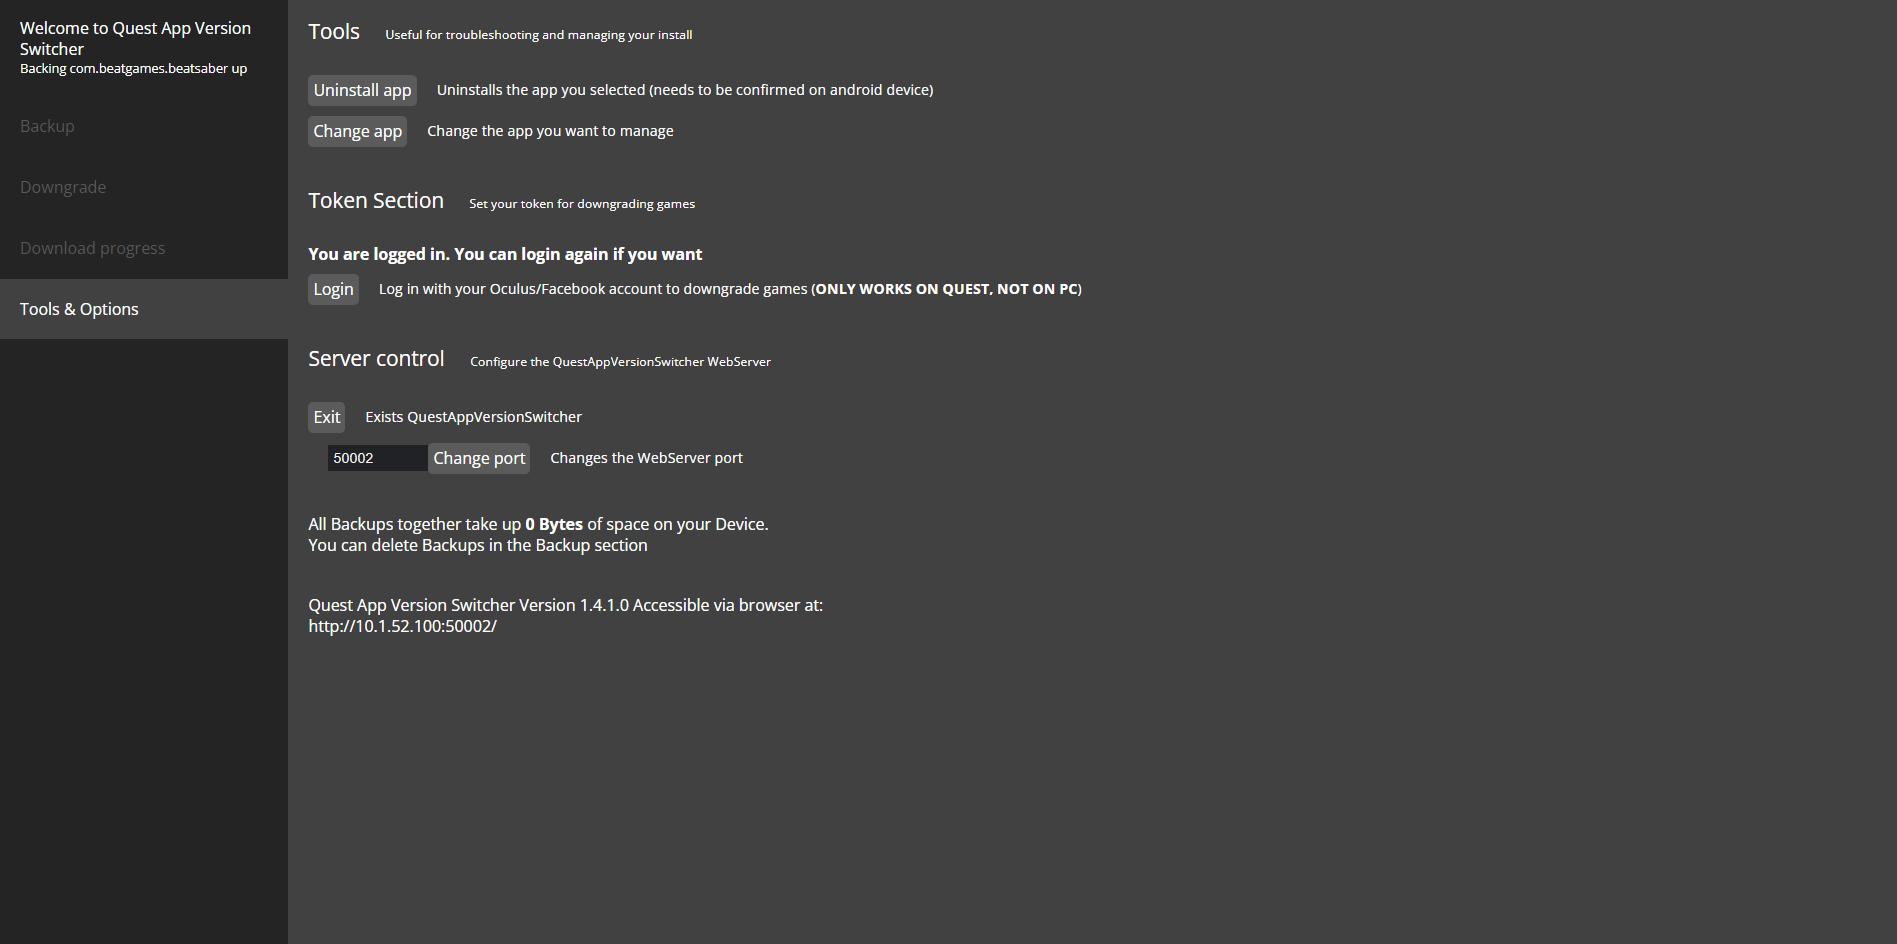 Welcome to Quest App Version
Switcher
Backing com.beatgames.beatsaber up
Backup
Downgrade
Download progress
Tools & Options
Tools Useful for troubleshooting and managing your install
Uninstall app Uninstalls the app you selected (needs to be confirmed on android device)
Change app Change the app you want to manage
Token Section Set your token for downgrading games
You are logged in. You can login again if you want
Login Log in with your Oculus/Facebook account to downgrade games (ONLY WORKS ON QUEST, NOT ON PC)
Server control Configure the QuestAppVersionSwitcher WebServer
Exit Exists QuestAppVersionSwitcher
50002 Change port Changes the WebServer port
All Backups together take up 0 Bytes of space on your Device.
You can delete Backups in the Backup section
Quest App Version Switcher Version 1.4.1.0 Accessible via browser at:
http://10.1.52.100:50002/